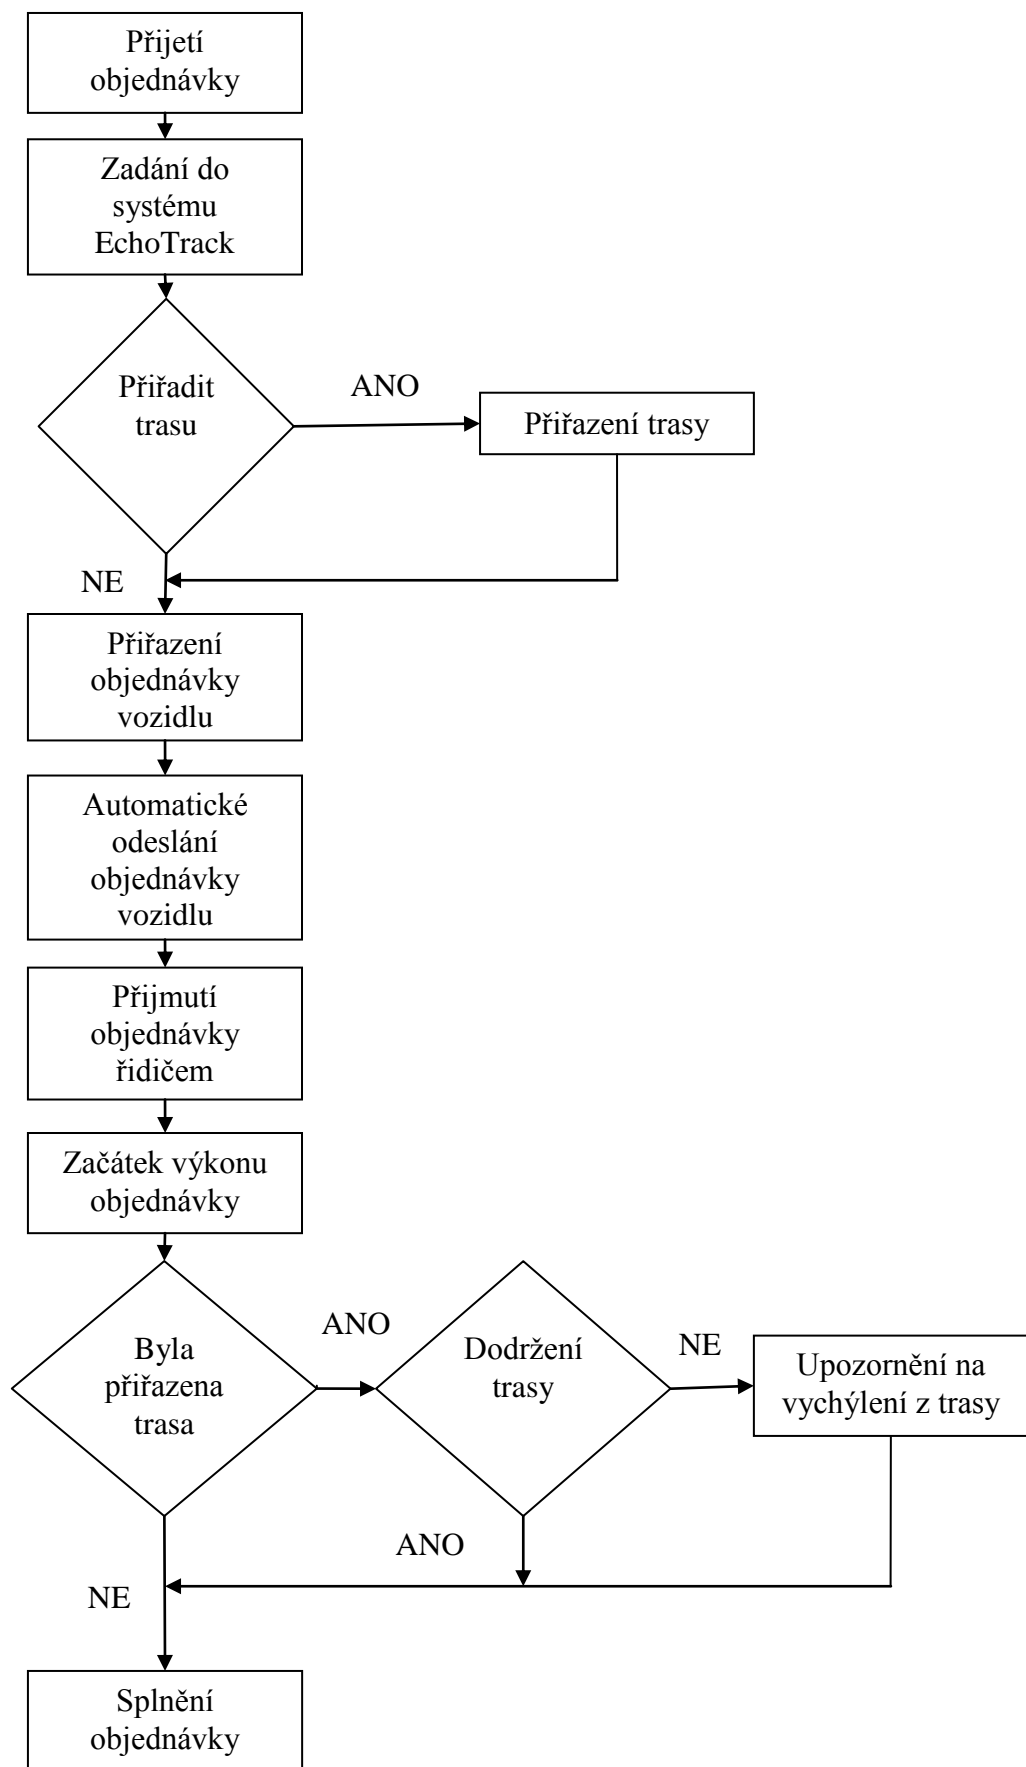 Přijetí
objednávky
Zadání do
systému
EchoTrack
Přiřadit
trasu
ANO
Přiřazení trasy
NE
Přiřazení
objednávky
vozidlu
Automatické
odeslání
objednávky
vozidlu
Přijmutí
objednávky
řidičem
Začátek výkonu
objednávky
Byla
přiřazena
trasa
ANO
Dodržení
trasy
NE
Upozornění na
vychýlení z trasy
ANO
NE
Splnění
objednávky